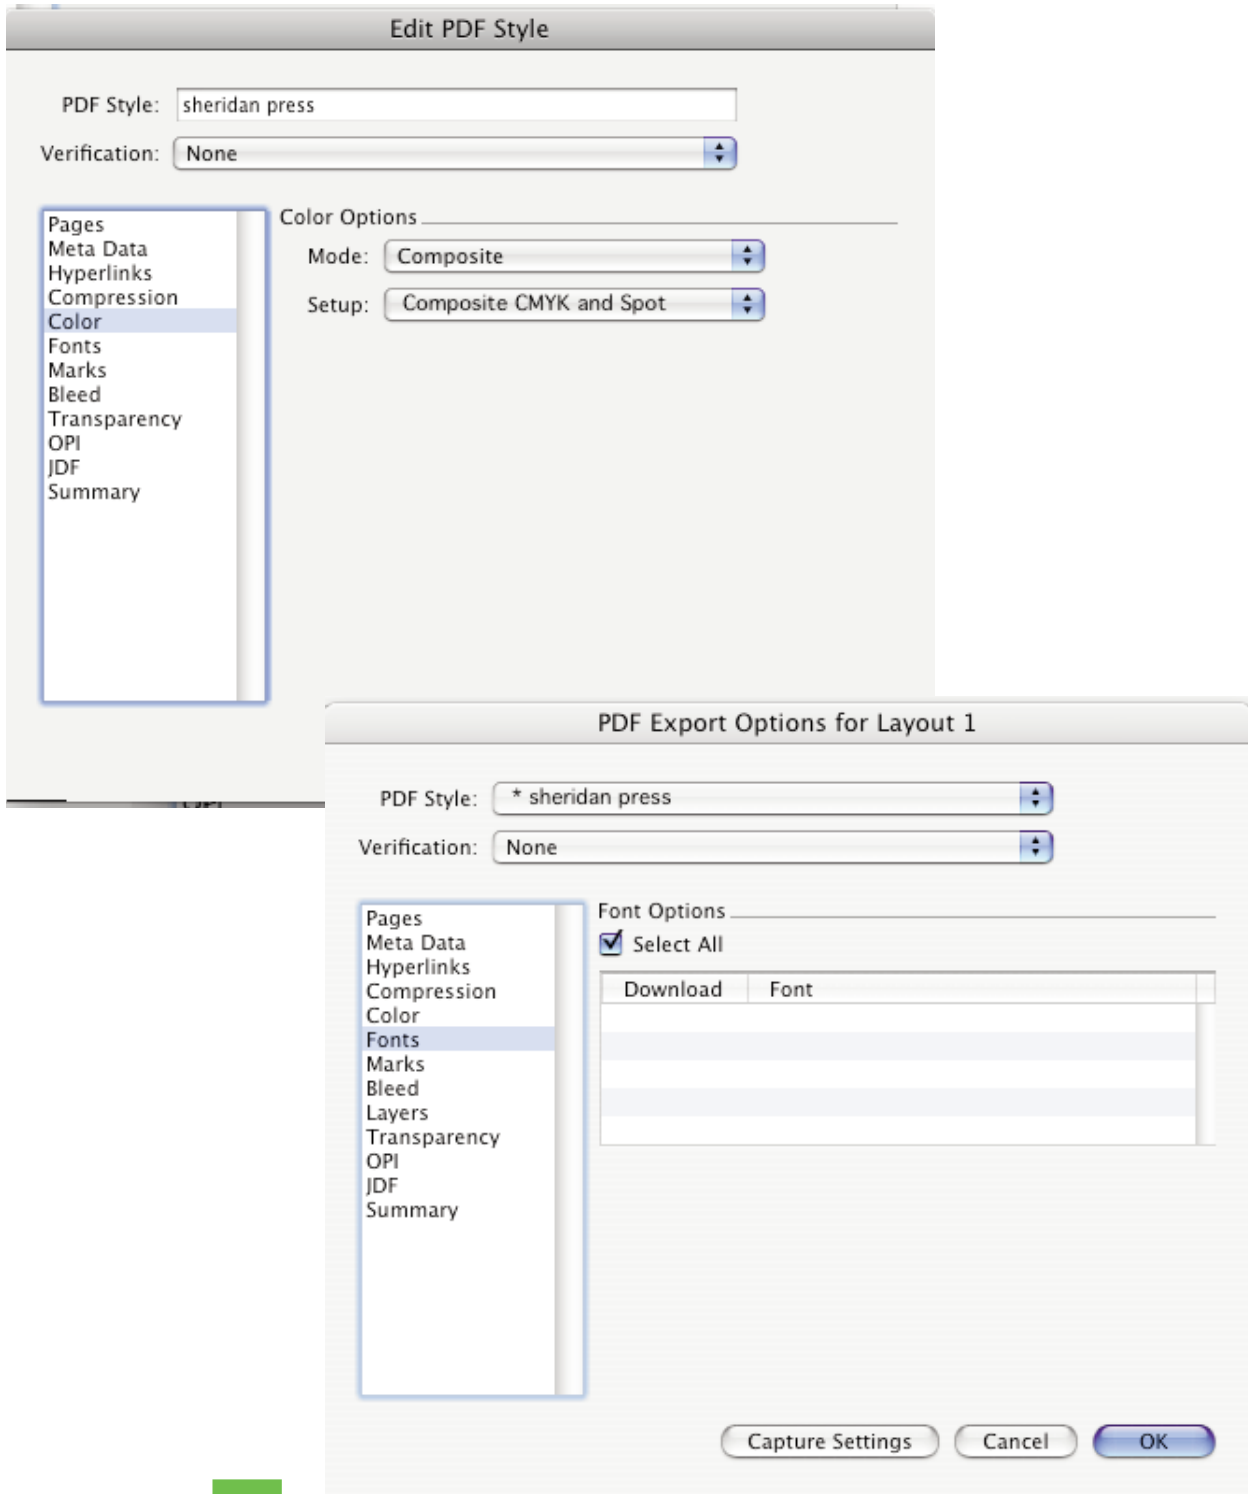 Edit PDF Style
PDF Style: sheridan press
Verification: None
Pages
Meta Data
Hyperlinks
Compression
Color
Fonts
Marks
Bleed
Transparency
OPI
JDF
Summary
Color Options
Mode: Composite
Setup: Composite CMYK and Spot
PDF Export Options for Layout 1
PDF Style: * sheridan press
Verification: None
Pages
Meta Data
Hyperlinks
Compression
Color
Fonts
Marks
Bleed
Layers
Transparency
OPI
JDF
Summary
Font Options
Select All
Download Font
Capture Settings Cancel OK